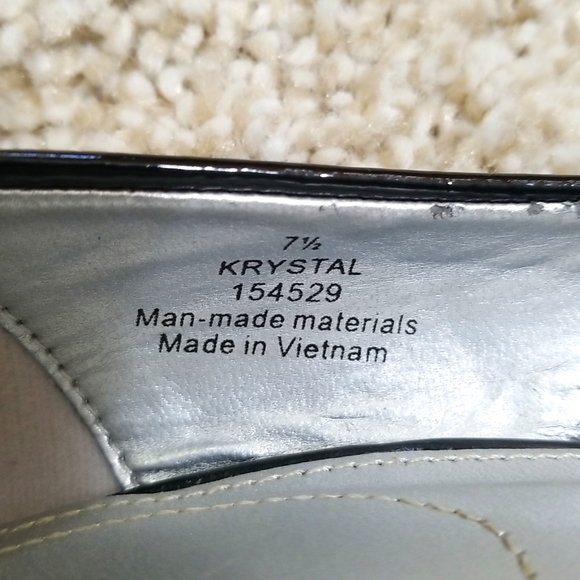 7½
KRYSTAL
154529
Man-made materials
Made in Vietnam